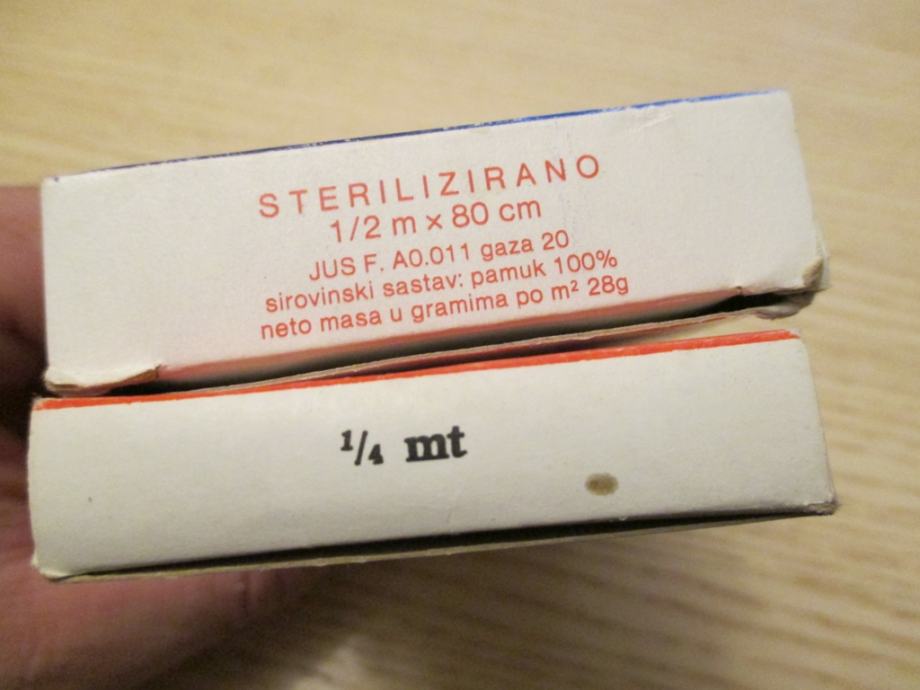 STERILIZIRANO
1/2 m × 80 cm
JUS F. A0.011 gaza 20
sirovinski sastav: pamuk 100%
neto masa u gramima po m² 28g
¼ mt